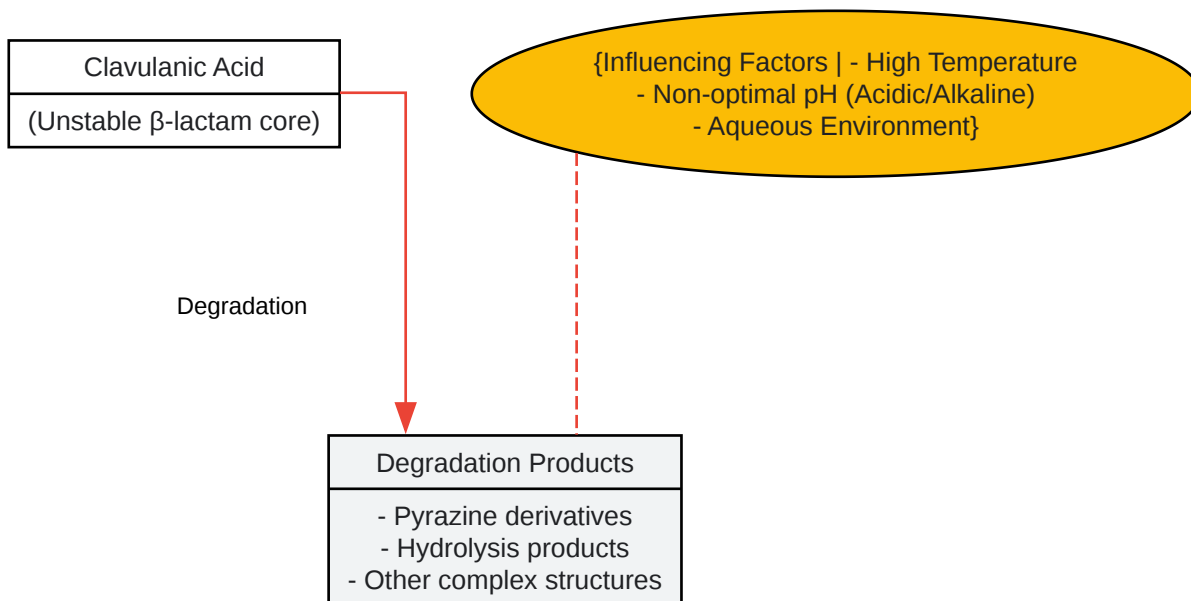 Clavulanic Acid
(Unstable β-lactam core)
{Influencing Factors | - High Temperature
- Non-optimal pH (Acidic/Alkaline)
- Aqueous Environment}
Degradation
Degradation Products
- Pyrazine derivatives
- Hydrolysis products
- Other complex structures